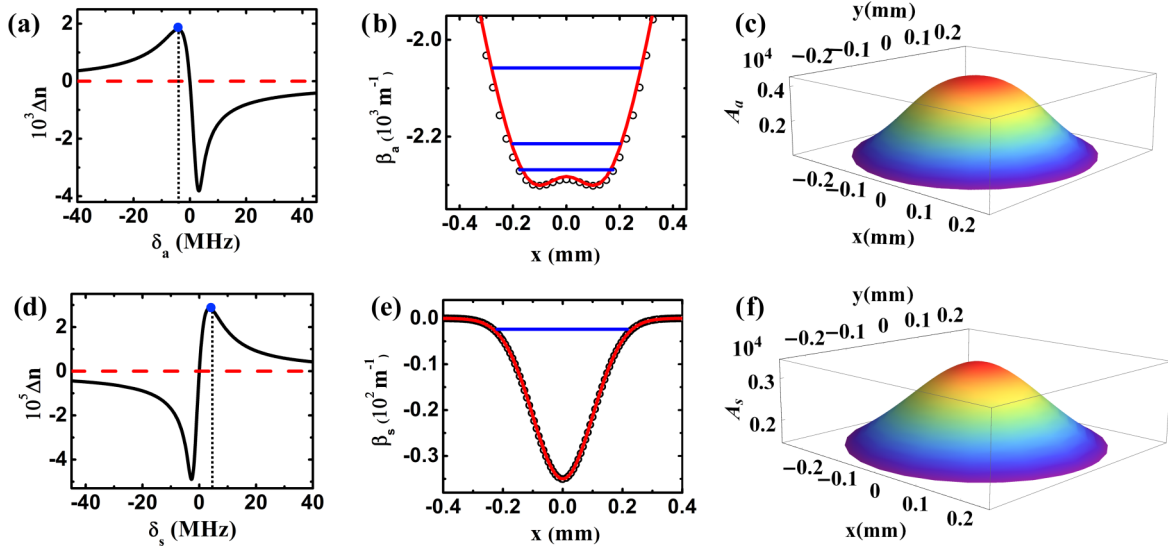 (a)
10³Δn
2
0
-2
-4
-40 -20 0 20 40
δₐ (MHz)
(b)
βₐ (10³ m⁻¹)
-2.0
-2.2
-0.4 -0.2 0.0 0.2 0.4
x (mm)
(c)
y(mm)
-0.2 -0.1 0 0.1 0.2
10⁴
0.4
0.2
Aₐ
-0.2 -0.1 0 0.1 0.2
x(mm)
(d)
10⁵Δn
2
0
-2
-4
-40 -20 0 20 40
δₛ (MHz)
(e)
βₛ (10² m⁻¹)
0.0
-0.1
-0.2
-0.3
-0.4 -0.2 0.0 0.2 0.4
x (mm)
(f)
y(mm)
-0.2 -0.1 0 0.1 0.2
10⁴
0.3
0.2
Aₛ
-0.2 -0.1 0 0.1 0.2
x(mm)